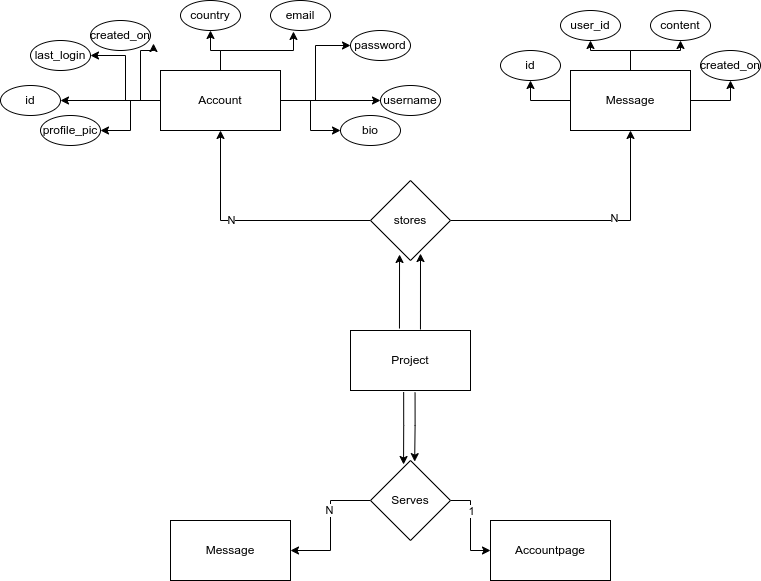 country
email
user_id
content
created_on
last_login
password
id
created_on
id
Account
username
Message
profile_pic
bio
N
stores
N
Project
Serves
N
1
Message
Accountpage